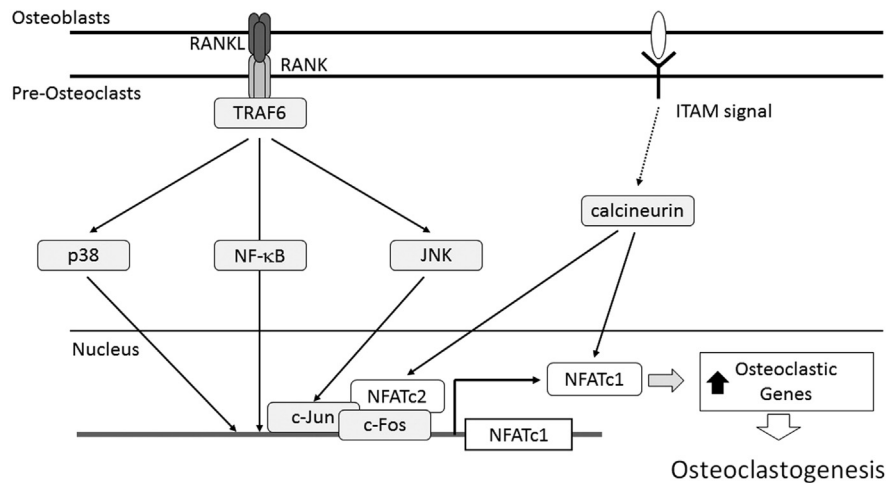 Osteoblasts
RANKL
RANK
Pre-Osteoclasts
TRAF6
ITAM signal
calcineurin
p38
NF-κB
JNK
Nucleus
NFATc2
NFATc1
Osteoclastic
Genes
c-Jun
c-Fos
NFATc1
Osteoclastogenesis